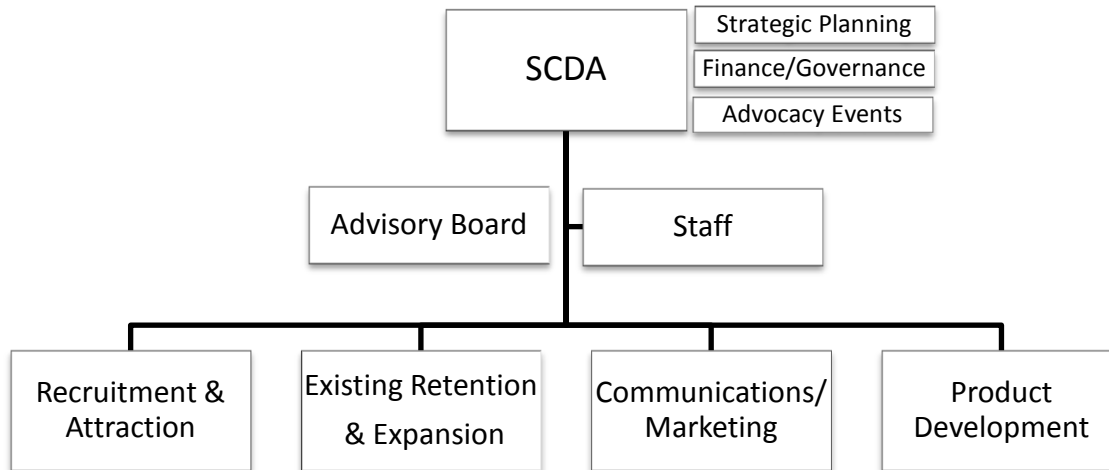 SCDA
Strategic Planning
Finance/Governance
Advocacy Events
Advisory Board
Staff
Recruitment &
Attraction
Existing Retention
& Expansion
Communications/
Marketing
Product
Development